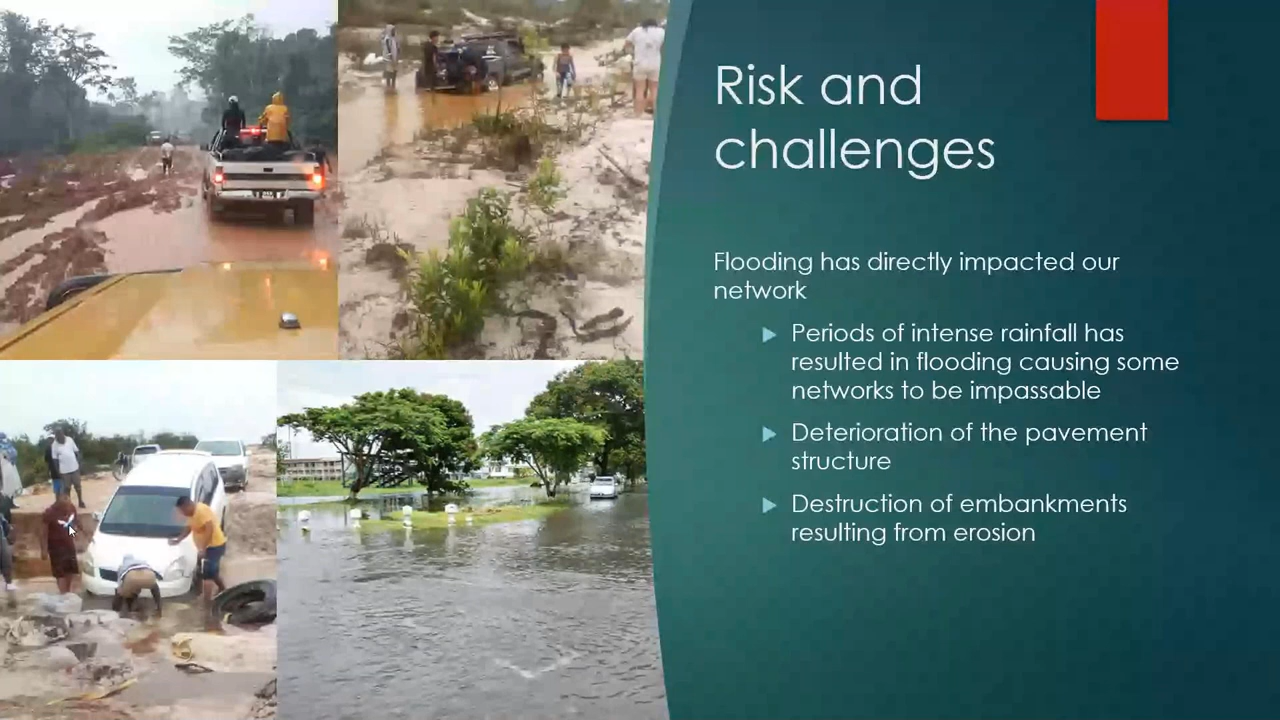 Risk and
challenges
Flooding has directly impacted our
network
Periods of intense rainfall has
resulted in flooding causing some
networks to be impassable
Deterioration of the pavement
structure
Destruction of embankments
resulting from erosion